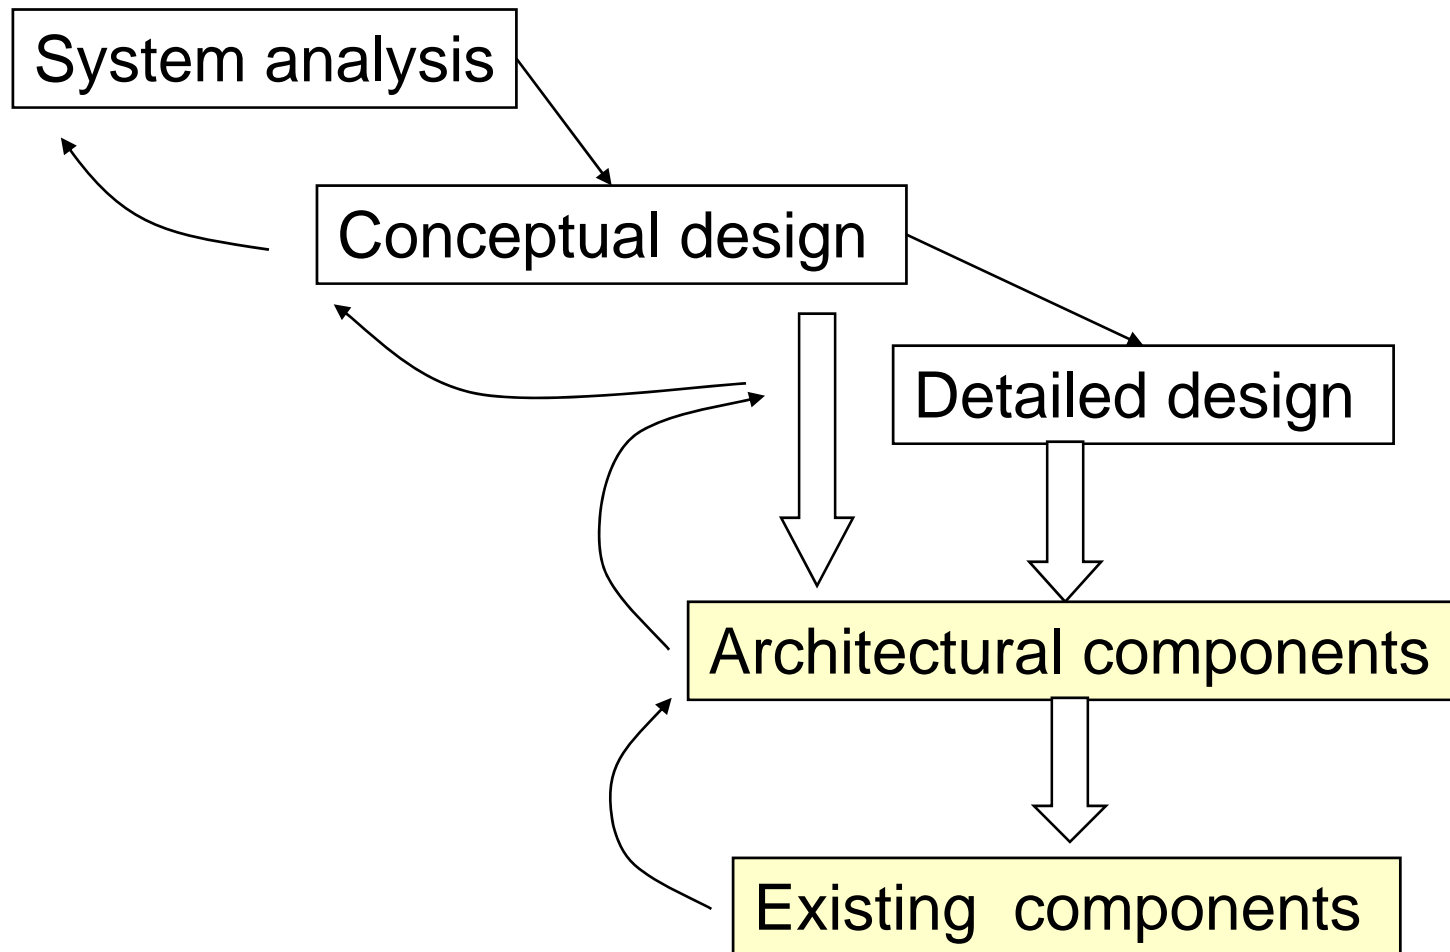 System analysis
Conceptual design
Detailed design
Architectural components
Existing components